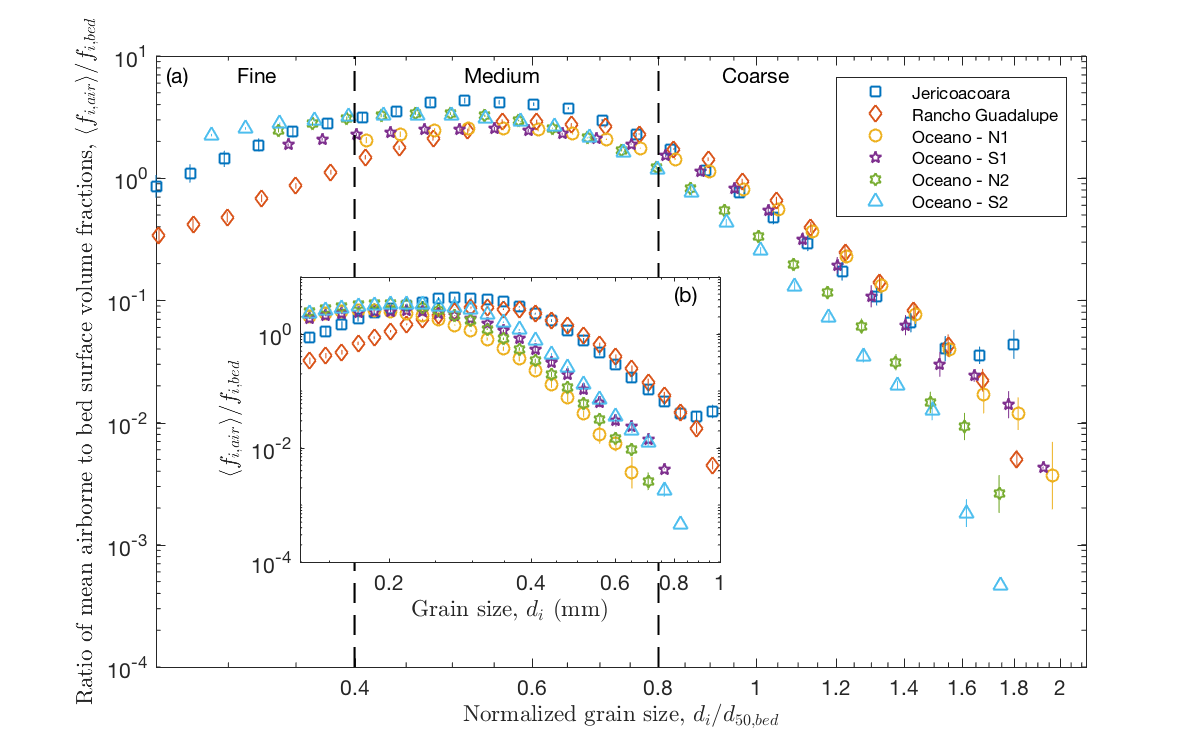 Ratio of mean airborne to bed surface volume fractions, ⟨f_{i,air}⟩/f_{i,bed}
10^1
10^0
10^-1
10^-2
10^-3
10^-4
(a)
Fine
Medium
Coarse
Jericoacoara
Rancho Guadalupe
Oceano - N1
Oceano - S1
Oceano - N2
Oceano - S2
(b)
⟨f_{i,air}⟩/f_{i,bed}
10^0
10^-2
10^-4
0.2 0.4 0.6 0.8 1
Grain size, d_i (mm)
0.4 0.6 0.8 1 1.2 1.4 1.6 1.8 2
Normalized grain size, d_i/d_{50,bed}